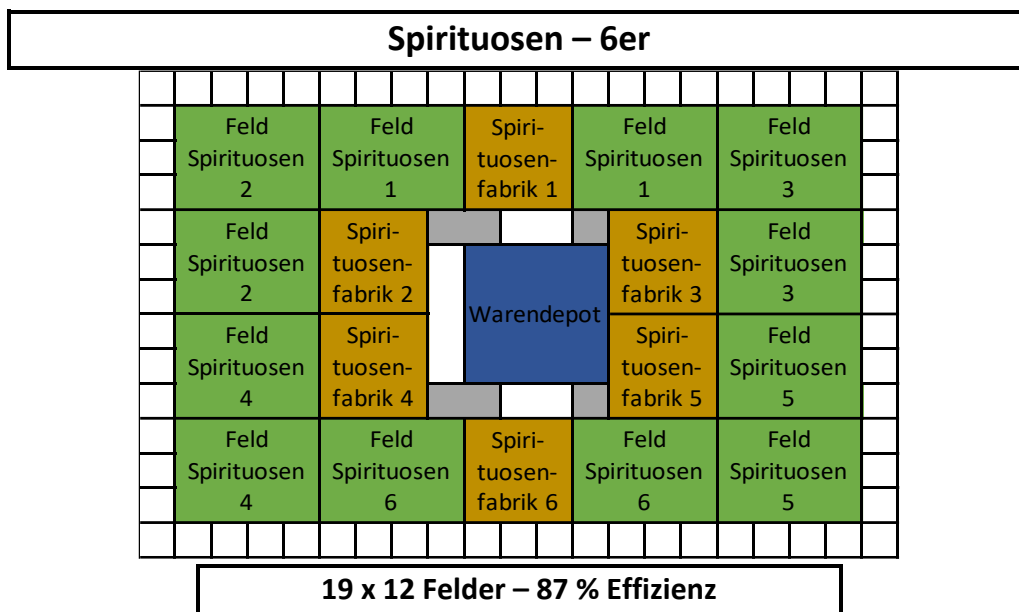 Spirituosen – 6er
Feld
Spirituosen
2
Feld
Spirituosen
1
Spiri-
tuosen-
fabrik 1
Feld
Spirituosen
1
Feld
Spirituosen
3
Feld
Spirituosen
2
Spiri-
tuosen-
fabrik 2
Warendepot
Spiri-
tuosen-
fabrik 3
Feld
Spirituosen
3
Feld
Spirituosen
4
Spiri-
tuosen-
fabrik 4
Spiri-
tuosen-
fabrik 5
Feld
Spirituosen
5
Feld
Spirituosen
4
Feld
Spirituosen
6
Spiri-
tuosen-
fabrik 6
Feld
Spirituosen
6
Feld
Spirituosen
5
19 x 12 Felder – 87 % Effizienz